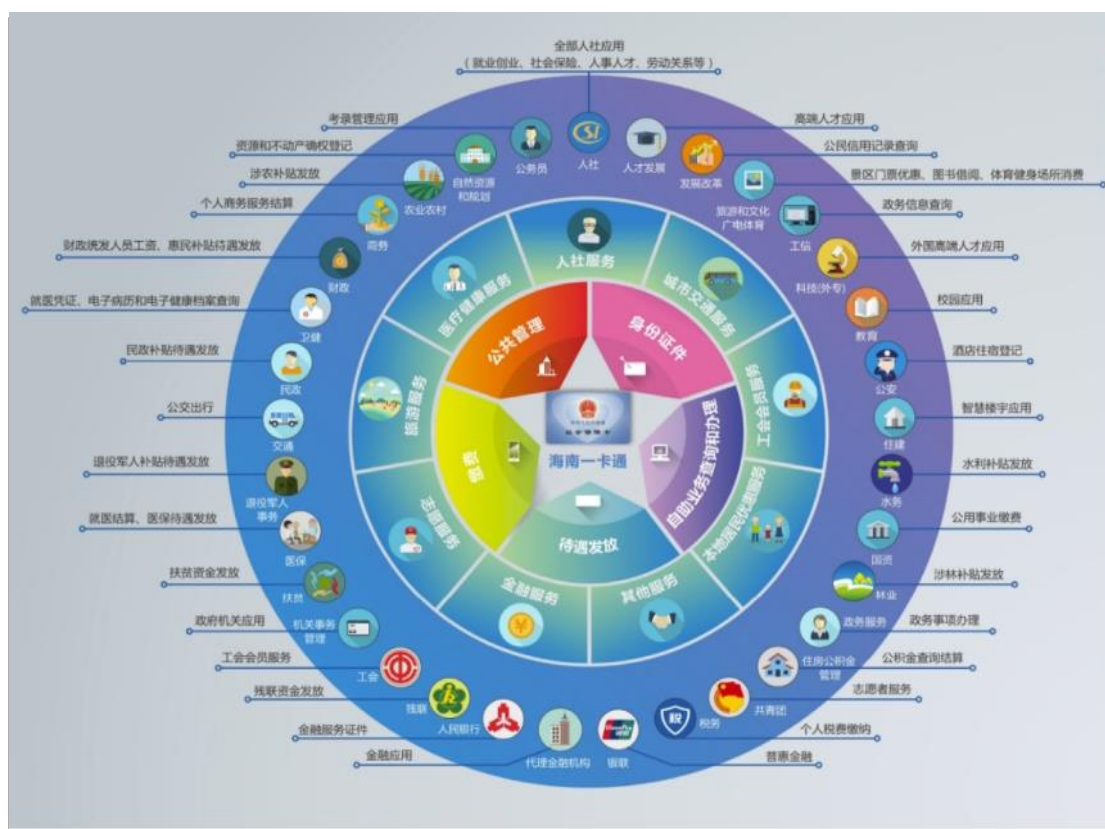 全部人社应用
(就业创业、社会保险、人事人才、劳动关系等)
考录管理应用
资源和不动产确权登记
涉农补贴发放
个人商务服务结算
财政统发人员工资、惠民补贴待遇发放
就医凭证、电子病历和电子健康档案查询
民政补贴待遇发放
公交出行
退役军人补贴待遇发放
就医结算、医保待遇发放
扶贫资金发放
政府机关应用
工会会员服务
残联资金发放
金融服务证件
金融应用
高端人才应用
公民信用记录查询
景区门票优惠、图书借阅、体育健身场所消费
政务信息查询
外国高端人才应用
校园应用
酒店住宿登记
智慧楼宇应用
水利补贴发放
公用事业缴费
涉林补贴发放
政务事项办理
公积金查询结算
志愿者服务
个人税费缴纳
普惠金融
人社
人才发展
发展改革
旅游和文化
广电体育
工信
科技(外专)
教育
公安
住建
水务
国资
林业
政务服务
住房公积金
管理
共青团
税
税务
银联
代理金融机构
人民银行
残联
工会
机关事务
管理
扶贫
医保
退役军人
事务
交通
民政
卫健
财政
商务
农业农村
自然资源
和规划
公务员
人社服务
城市交通服务
工会会员服务
本地居民优惠服务
其他服务
金融服务
志愿服务
旅游服务
医疗健康服务
公共管理
身份证件
自助业务查询和办理
待遇发放
缴费
社会保障卡
海南一卡通